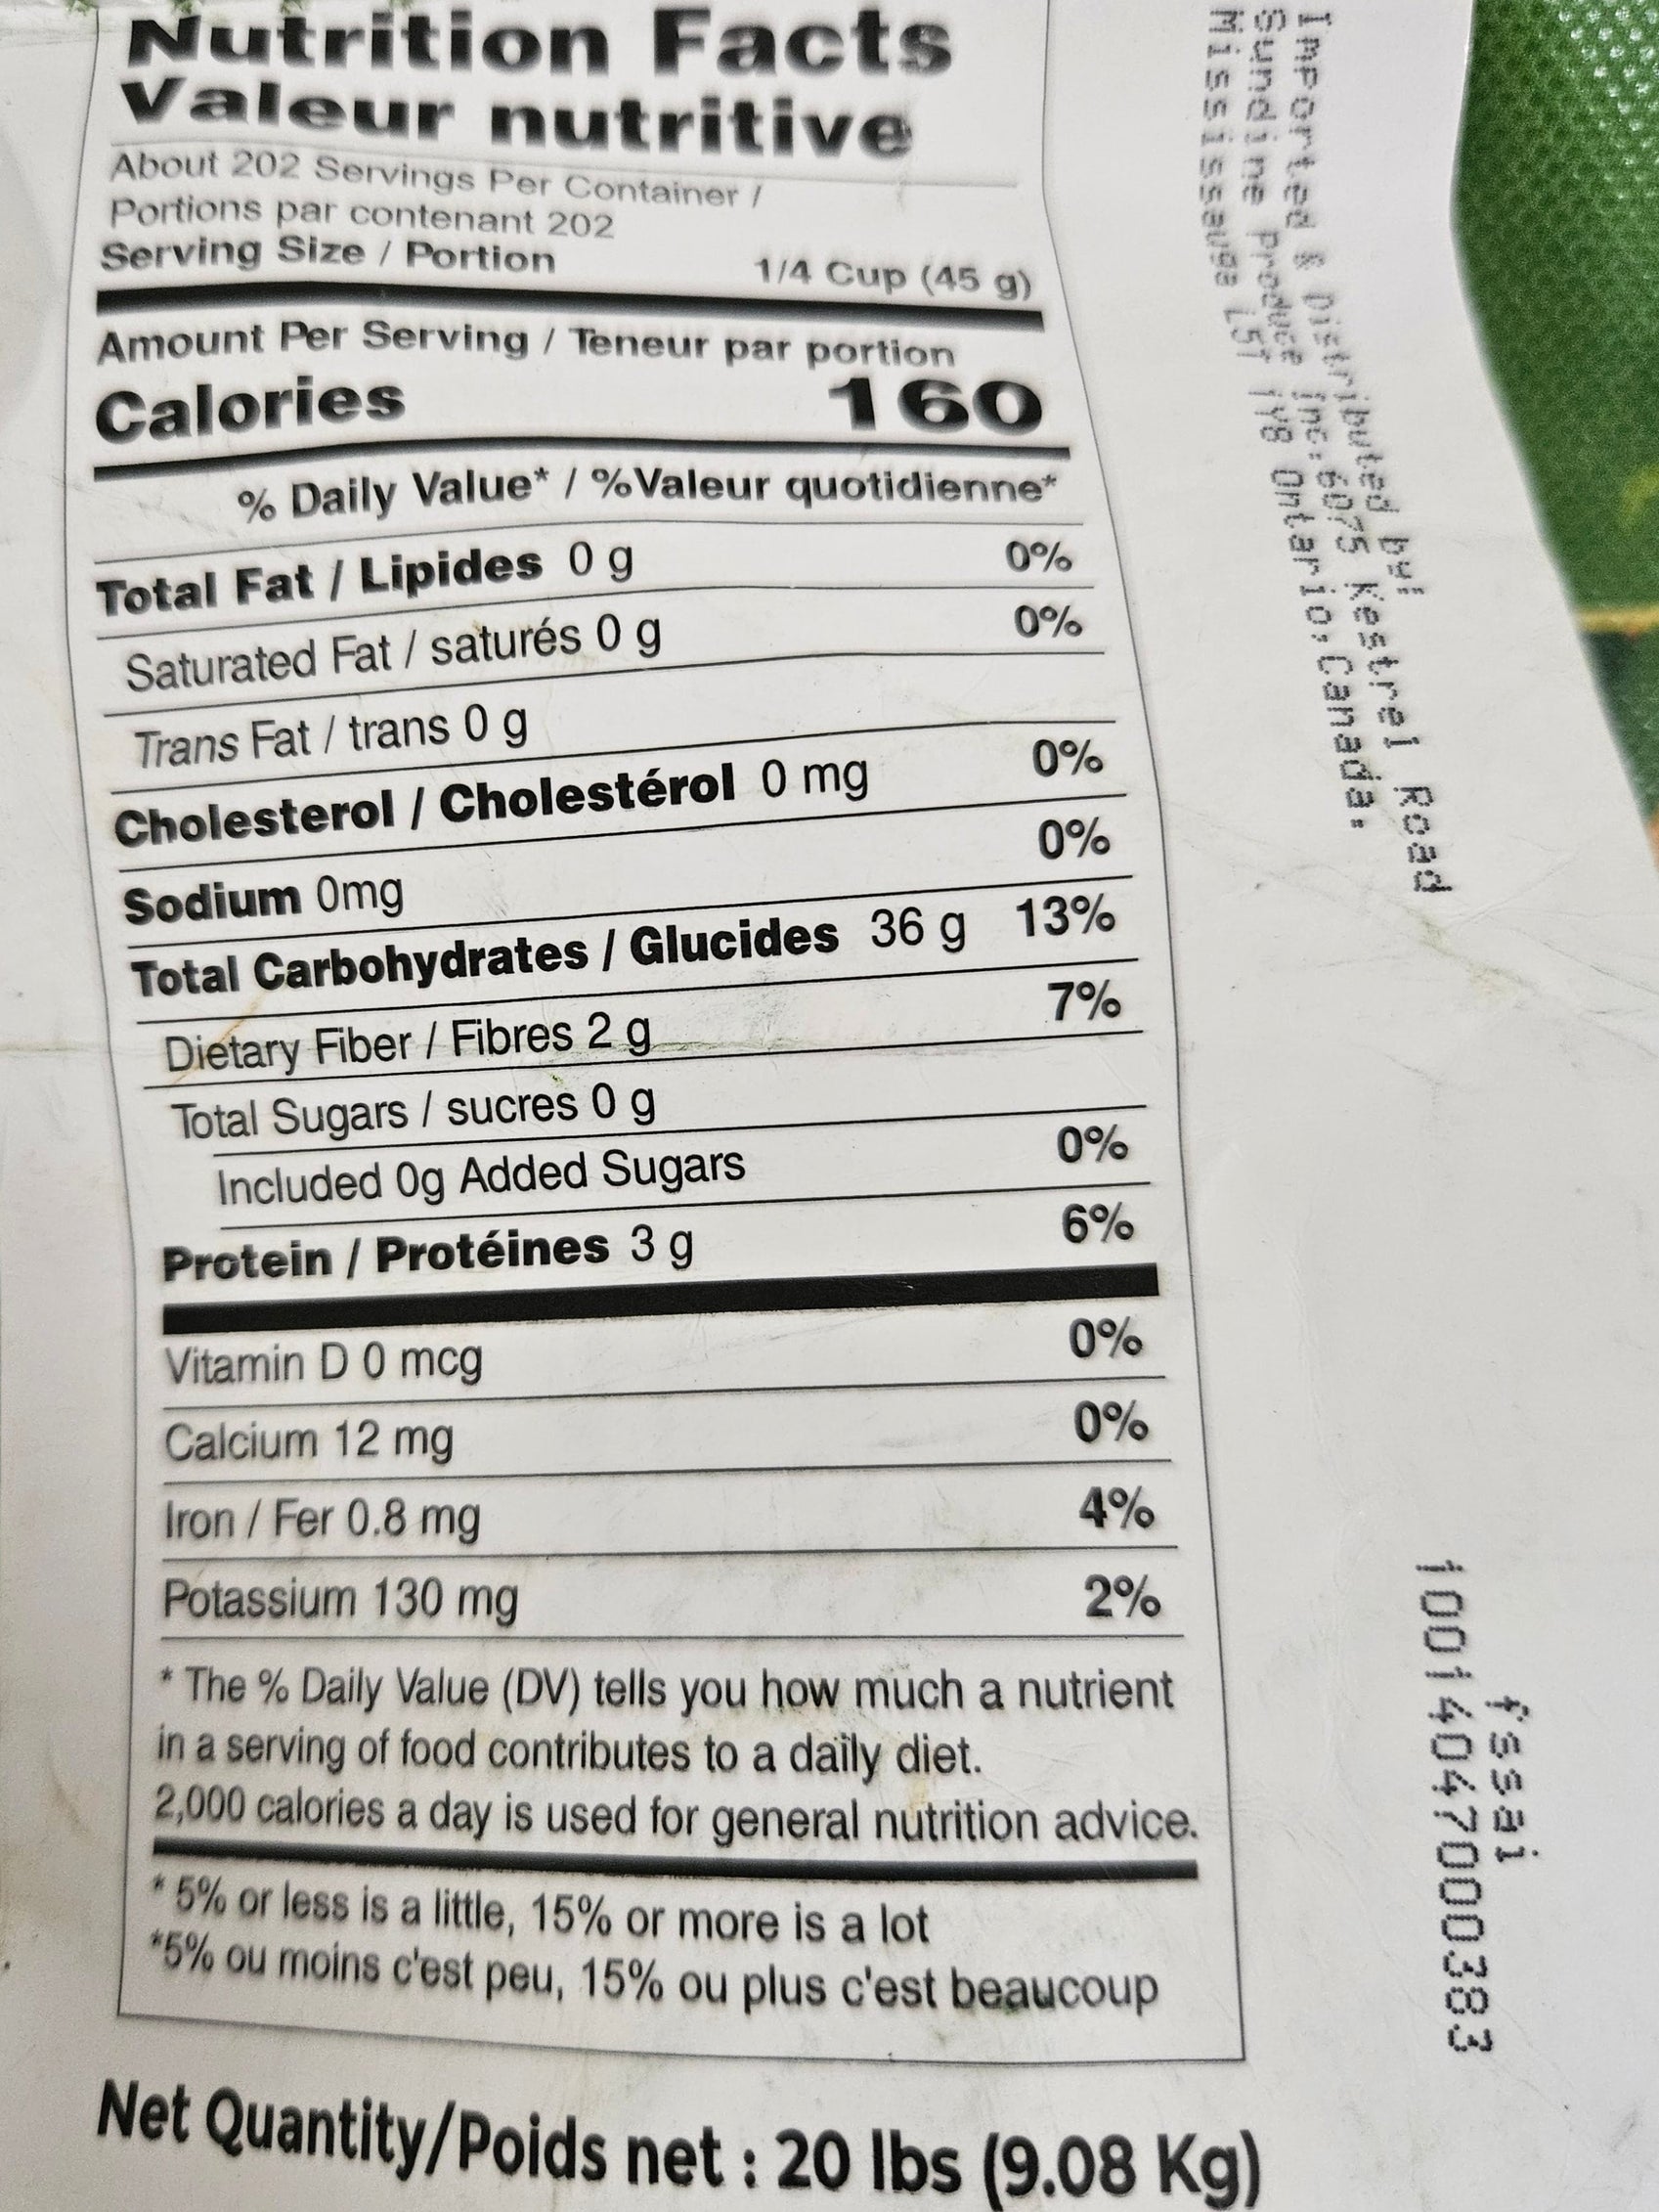 Nutrition Facts
Valeur nutritive
About 202 Servings Per Container /
Portions par contenant 202
Serving Size / Portion 1/4 Cup (45 g)
Amount Per Serving / Teneur par portion
Calories 160
% Daily Value* / %Valeur quotidienne*
Total Fat / Lipides 0 g 0%
Saturated Fat / saturés 0 g 0%
Trans Fat / trans 0 g
Cholesterol / Cholestérol 0 mg 0%
Sodium 0mg 0%
Total Carbohydrates / Glucides 36 g 13%
Dietary Fiber / Fibres 2 g 7%
Total Sugars / sucres 0 g
Included 0g Added Sugars 0%
Protein / Protéines 3 g 6%
Vitamin D 0 mcg 0%
Calcium 12 mg 0%
Iron / Fer 0.8 mg 4%
Potassium 130 mg 2%
* The % Daily Value (DV) tells you how much a nutrient
in a serving of food contributes to a daily diet.
2,000 calories a day is used for general nutrition advice.
* 5% or less is a little, 15% or more is a lot
*5% ou moins c'est peu, 15% ou plus c'est beaucoup
Net Quantity/Poids net : 20 lbs (9.08 Kg)
Imported & Distributed by:
Sundine produce inc. 6075 Kestrel Road
Mississauga L5T 1Y8 Ontario, Canada.
fssai
10014047000383